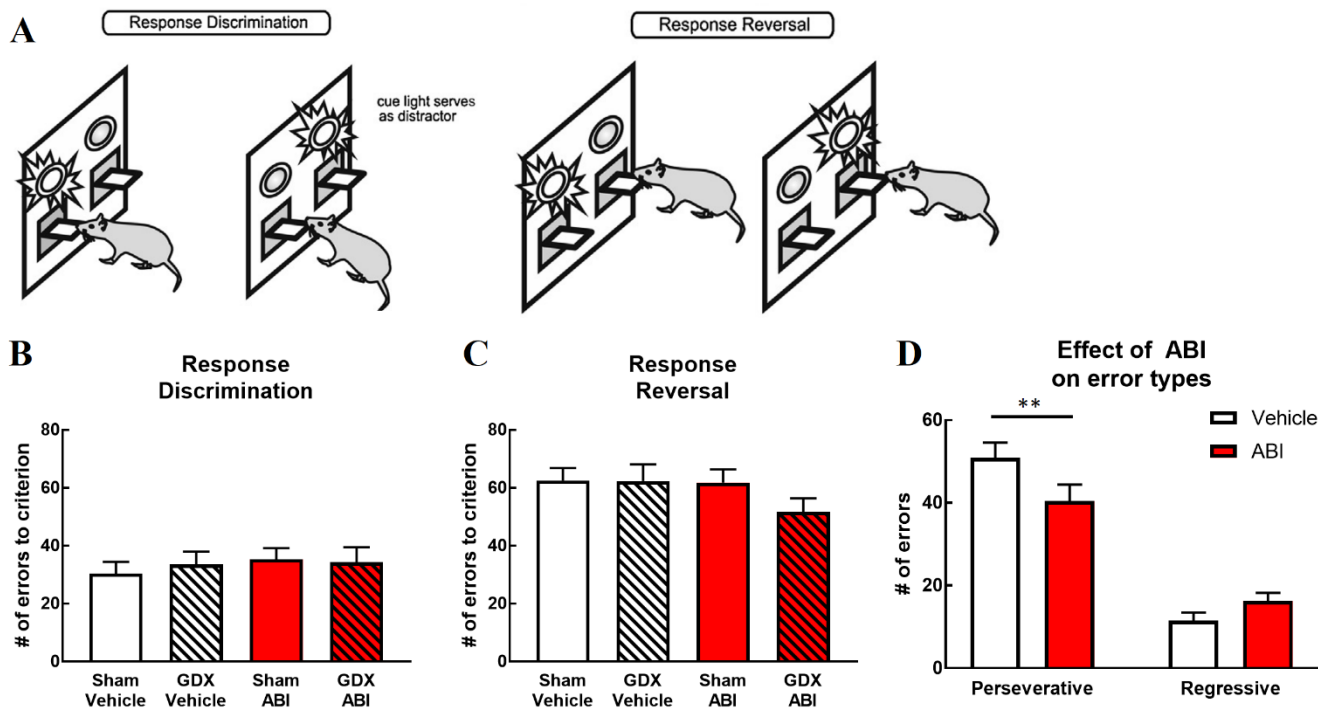 A
Response Discrimination
cue light serves
as distractor
Response Reversal
B
Response
Discrimination
# of errors to criterion
80
60
40
20
0
Sham
Vehicle
GDX
Vehicle
Sham
ABI
GDX
ABI
C
Response
Reversal
# of errors to criterion
80
60
40
20
0
Sham
Vehicle
GDX
Vehicle
Sham
ABI
GDX
ABI
D
Effect of ABI
on error types
**
Vehicle
ABI
# of errors
60
40
20
0
Perseverative
Regressive